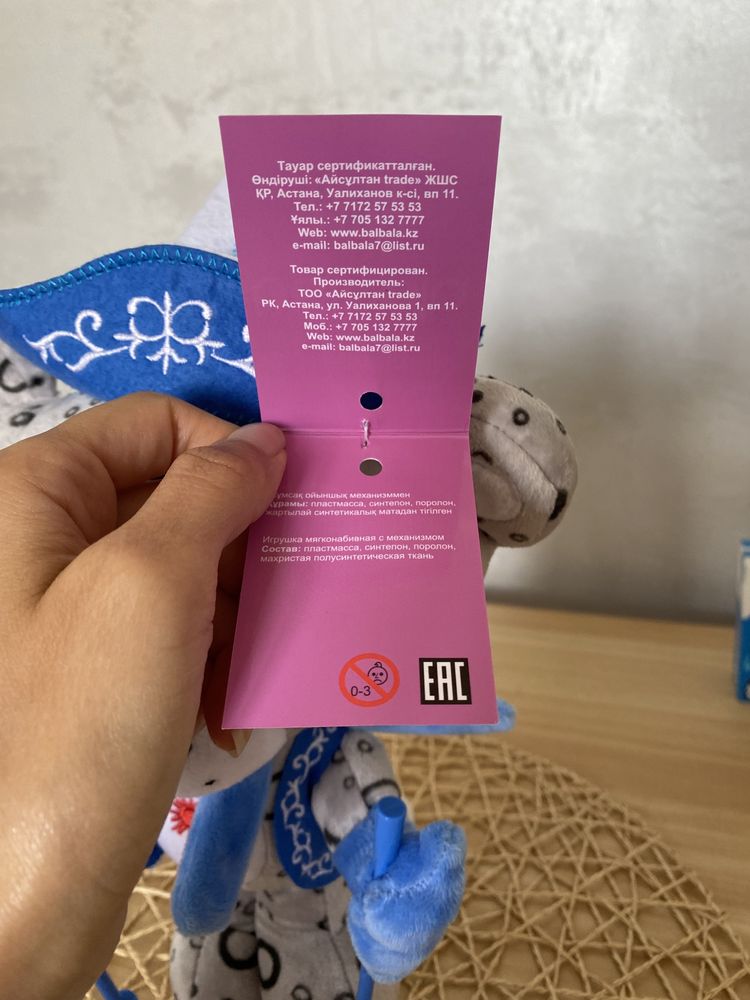 Тауар сертификатталған.
Өндіруші: «Айсұлтан trade» ЖШС
ҚР, Астана, Уалиханов к-сі, вп 11.
Тел.: +7 7172 57 53 53
Ұялы.: +7 705 132 7777
Web: www.balbala.kz
e-mail: balbala7@list.ru
Товар сертифицирован.
Производитель:
ТОО «Айсұлтан trade»
РК, Астана, ул. Уалиханова 1, вп 11.
Тел.: +7 7172 57 53 53
Моб.: +7 705 132 7777
Web: www.balbala.kz
e-mail: balbala7@list.ru
ойыншық механизммен
пластмасса, синтепон, поролон,
жартылай синтетикалық матадан тігілген
Игрушка мягконабивная с механизмом
Состав: пластмасса, синтепон, поролон,
махристая полусинтетическая ткань
0-3
EAC